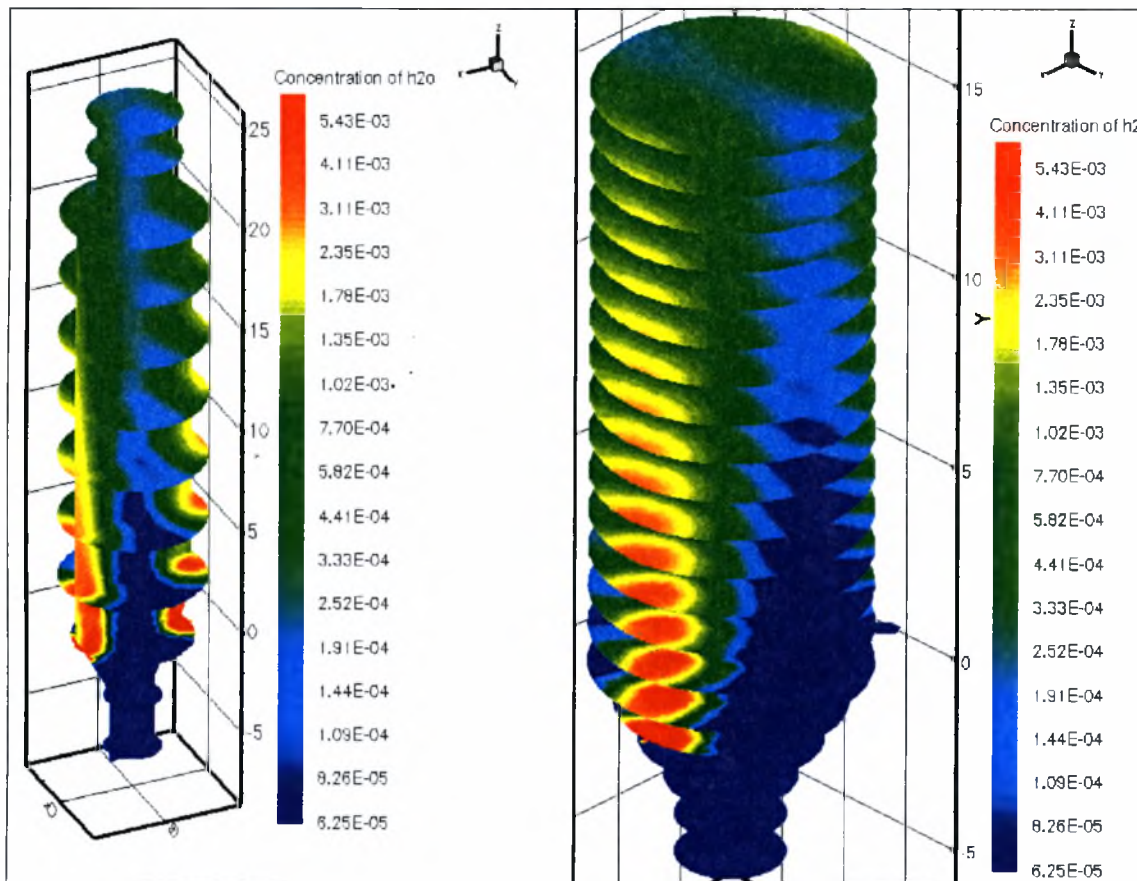 Z
Concentration of h2o
5.43E-03
4.11E-03
3.11E-03
2.35E-03
1.78E-03
1.35E-03
1.02E-03
7.70E-04
5.82E-04
4.41E-04
3.33E-04
2.52E-04
1.91E-04
1.44E-04
1.09E-04
8.26E-05
6.25E-05
25
20
15
10
5
0
-5
Z
Concentration of h2
5.43E-03
4.11E-03
3.11E-03
2.35E-03
1.78E-03
1.35E-03
1.02E-03
7.70E-04
5.82E-04
4.41E-04
3.33E-04
2.52E-04
1.91E-04
1.44E-04
1.09E-04
8.26E-05
6.25E-05
15
10
Y
5
0
-5